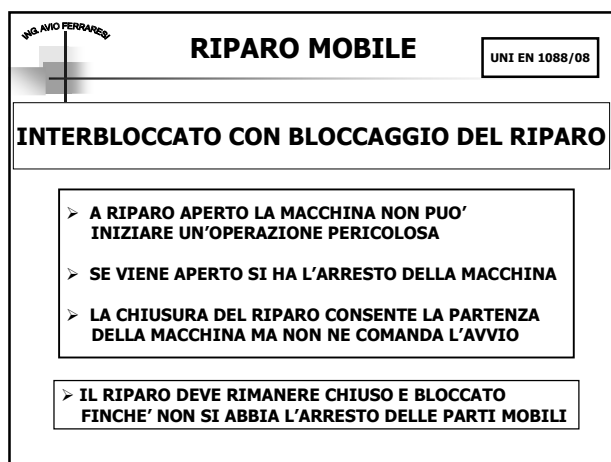 ING. AVIO FERRARESI
RIPARO MOBILE
UNI EN 1088/08
INTERBLOCCATO CON BLOCCAGGIO DEL RIPARO
➢ A RIPARO APERTO LA MACCHINA NON PUO'
INIZIARE UN'OPERAZIONE PERICOLOSA
➢ SE VIENE APERTO SI HA L'ARRESTO DELLA MACCHINA
➢ LA CHIUSURA DEL RIPARO CONSENTE LA PARTENZA
DELLA MACCHINA MA NON NE COMANDA L'AVVIO
➢ IL RIPARO DEVE RIMANERE CHIUSO E BLOCCATO
FINCHE' NON SI ABBIA L'ARRESTO DELLE PARTI MOBILI